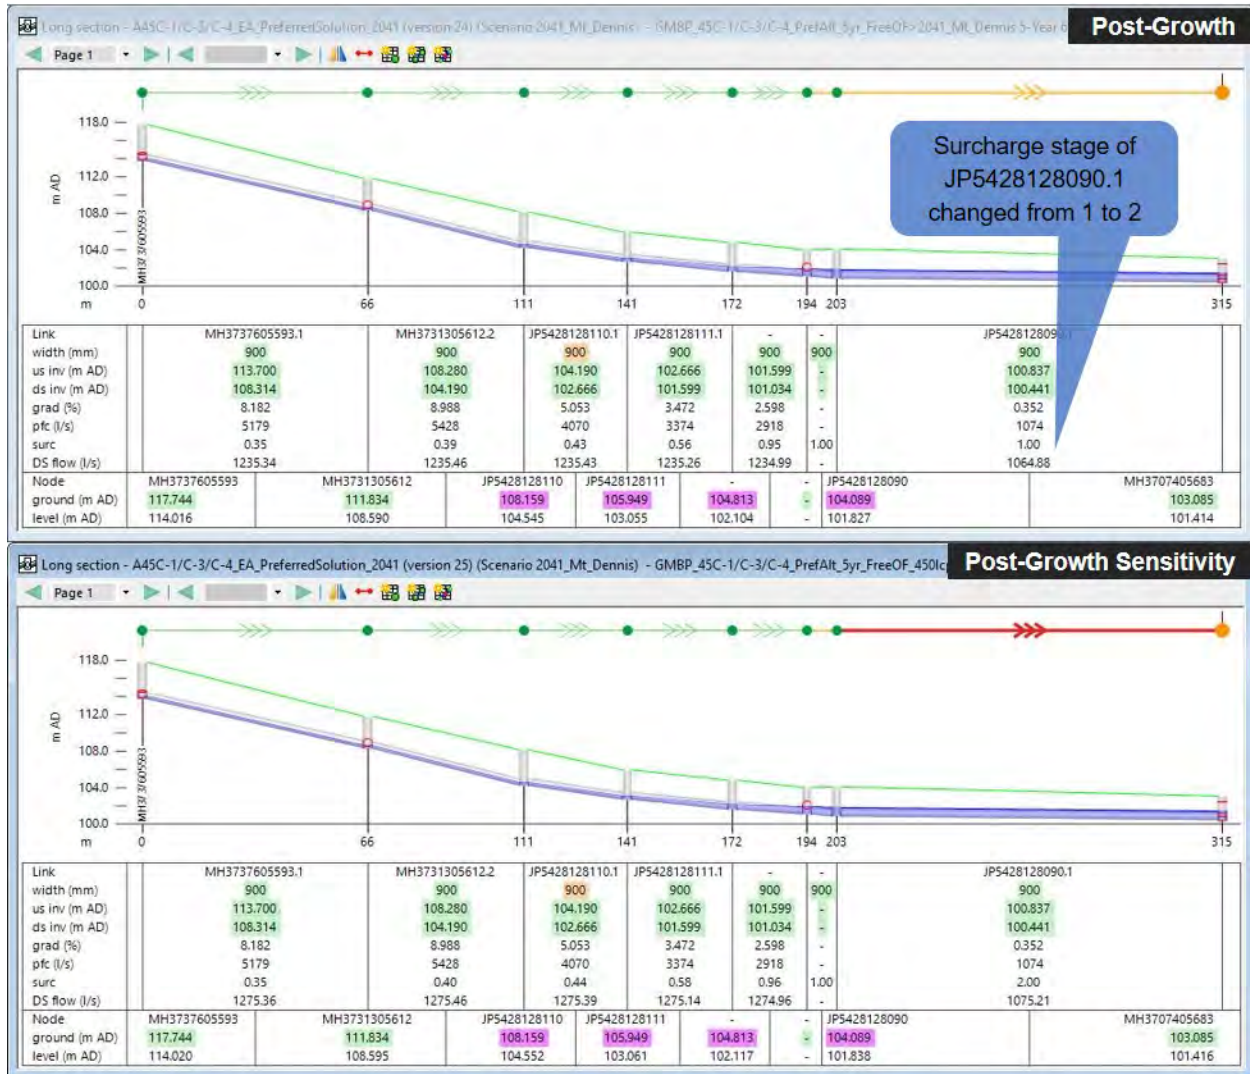 Long section - A45C-1/C-3/C-4_EA_PreferredSolution_2041 (version 24) (Scenario 2041_Mt_Dennis) - GMBP_45C-1/C-3/C-4_PrefAlt_5yr_FreeOF>2041_Mt_Dennis 5-Year 6
Post-Growth
Page 1
118.0
112.0
108.0
104.0
100.0
m AD
MH3737605593
Surcharge stage of
JP5428128090.1
changed from 1 to 2
m 0 66 111 141 172 194 203 315
Link MH3737605593.1 MH3731305612.2 JP5428128110.1 JP5428128111.1 - - JP5428128090.1
width (mm) 900 900 900 900 900 900 900
us inv (m AD) 113.700 108.280 104.190 102.666 101.599 - 100.837
ds inv (m AD) 108.314 104.190 102.666 101.599 101.034 - 100.441
grad (%) 8.182 8.988 5.053 3.472 2.598 - 0.352
pfc (l/s) 5179 5428 4070 3374 2918 - 1074
surc 0.35 0.39 0.43 0.56 0.95 1.00 1.00
DS flow (l/s) 1235.34 1235.46 1235.43 1235.26 1234.99 - 1064.88
Node MH3737605593 MH3731305612 JP5428128110 JP5428128111 - - JP5428128090 MH3707405683
ground (m AD) 117.744 111.834 108.159 105.949 104.813 - 104.089 103.085
level (m AD) 114.016 108.590 104.545 103.055 102.104 - 101.827 101.414
Long section - A45C-1/C-3/C-4_EA_PreferredSolution_2041 (version 25) (Scenario 2041_Mt_Dennis) - GMBP_45C-1/C-3/C-4_PrefAlt_5yr_FreeOF_450lcp
Post-Growth Sensitivity
Page 1
118.0
112.0
108.0
104.0
100.0
m AD
MH3737605593
m 0 66 111 141 172 194 203 315
Link MH3737605593.1 MH3731305612.2 JP5428128110.1 JP5428128111.1 - - JP5428128090.1
width (mm) 900 900 900 900 900 900 900
us inv (m AD) 113.700 108.280 104.190 102.666 101.599 - 100.837
ds inv (m AD) 108.314 104.190 102.666 101.599 101.034 - 100.441
grad (%) 8.182 8.988 5.053 3.472 2.598 - 0.352
pfc (l/s) 5179 5428 4070 3374 2918 - 1074
surc 0.35 0.40 0.44 0.58 0.96 1.00 2.00
DS flow (l/s) 1275.36 1275.46 1275.39 1275.14 1274.96 - 1075.21
Node MH3737605593 MH3731305612 JP5428128110 JP5428128111 - - JP5428128090 MH3707405683
ground (m AD) 117.744 111.834 108.159 105.949 104.813 - 104.089 103.085
level (m AD) 114.020 108.595 104.552 103.061 102.117 - 101.838 101.416